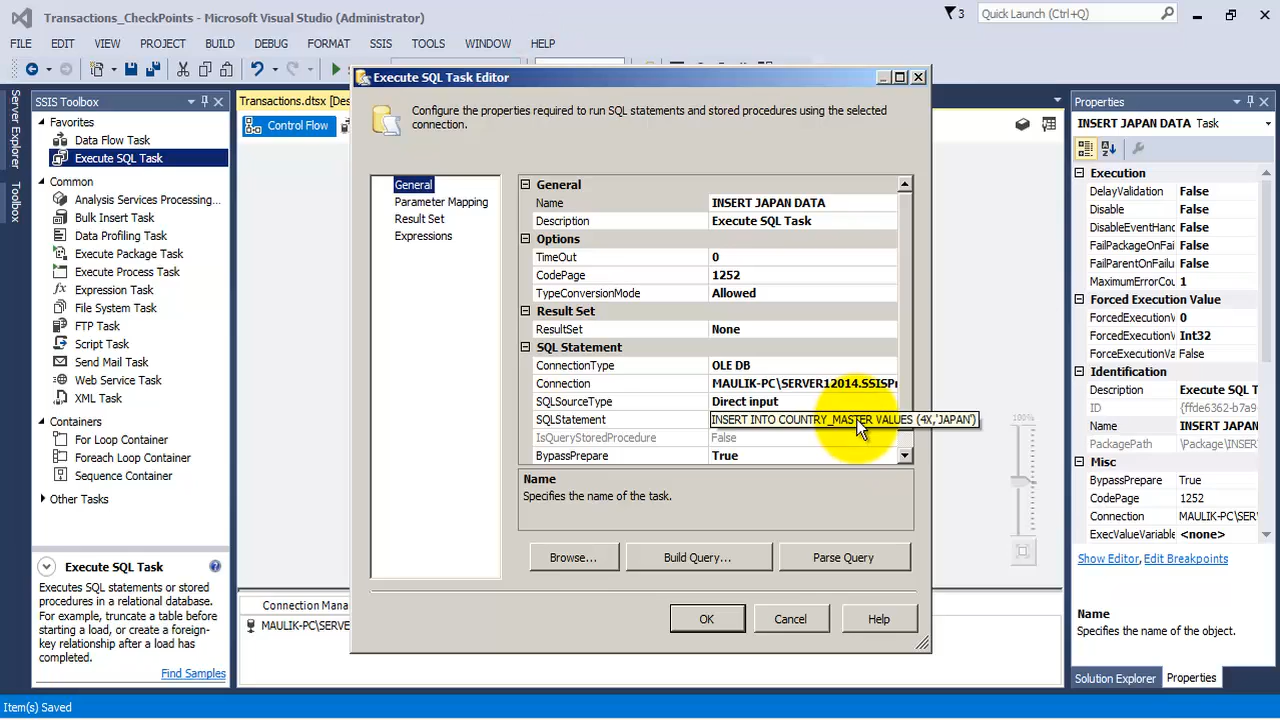 Transactions_CheckPoints - Microsoft Visual Studio (Administrator)
3
Quick Launch (Ctrl+Q)
FILE EDIT VIEW PROJECT BUILD DEBUG FORMAT SSIS TOOLS WINDOW HELP
Server Explorer
Toolbox
SSIS Toolbox
Favorites
Data Flow Task
Execute SQL Task
Common
Analysis Services Processing...
Bulk Insert Task
Data Profiling Task
Execute Package Task
Execute Process Task
Expression Task
File System Task
FTP Task
Script Task
Send Mail Task
Web Service Task
XML Task
Containers
For Loop Container
Foreach Loop Container
Sequence Container
Other Tasks
Execute SQL Task
Executes SQL statements or stored
procedures in a relational database.
For example, truncate a table before
starting a load, or create a foreign-
key relationship after a load has
completed.
Find Samples
Transactions.dtsx [Des
Control Flow
Connection Mana
MAULIK-PC\SERVE
100%
Execute SQL Task Editor
Configure the properties required to run SQL statements and stored procedures using the selected
connection.
General
Parameter Mapping
Result Set
Expressions
General
Name INSERT JAPAN DATA
Description Execute SQL Task
Options
TimeOut 0
CodePage 1252
TypeConversionMode Allowed
Result Set
ResultSet None
SQL Statement
ConnectionType OLE DB
Connection MAULIK-PC\SERVER12014.SSISPr
SQLSourceType Direct input
SQLStatement INSERT INTO COUNTRY_MASTER VALUES (4X,'JAPAN')
IsQueryStoredProcedure False
BypassPrepare True
Name
Specifies the name of the task.
Browse... Build Query... Parse Query
OK Cancel Help
Properties
INSERT JAPAN DATA Task
Execution
DelayValidation False
Disable False
DisableEventHand False
FailPackageOnFai False
FailParentOnFailu False
MaximumErrorCou 1
Forced Execution Value
ForcedExecutionV 0
ForcedExecutionV Int32
ForceExecutionVa False
Identification
Description Execute SQL T
ID {ffde6362-b7a9
Name INSERT JAPAN
PackagePath \Package\INSER
Misc
BypassPrepare True
CodePage 1252
Connection MAULIK-PC\SER
ExecValueVariable <none>
Show Editor, Edit Breakpoints
Name
Specifies the name of the object.
Solution Explorer Properties
Item(s) Saved